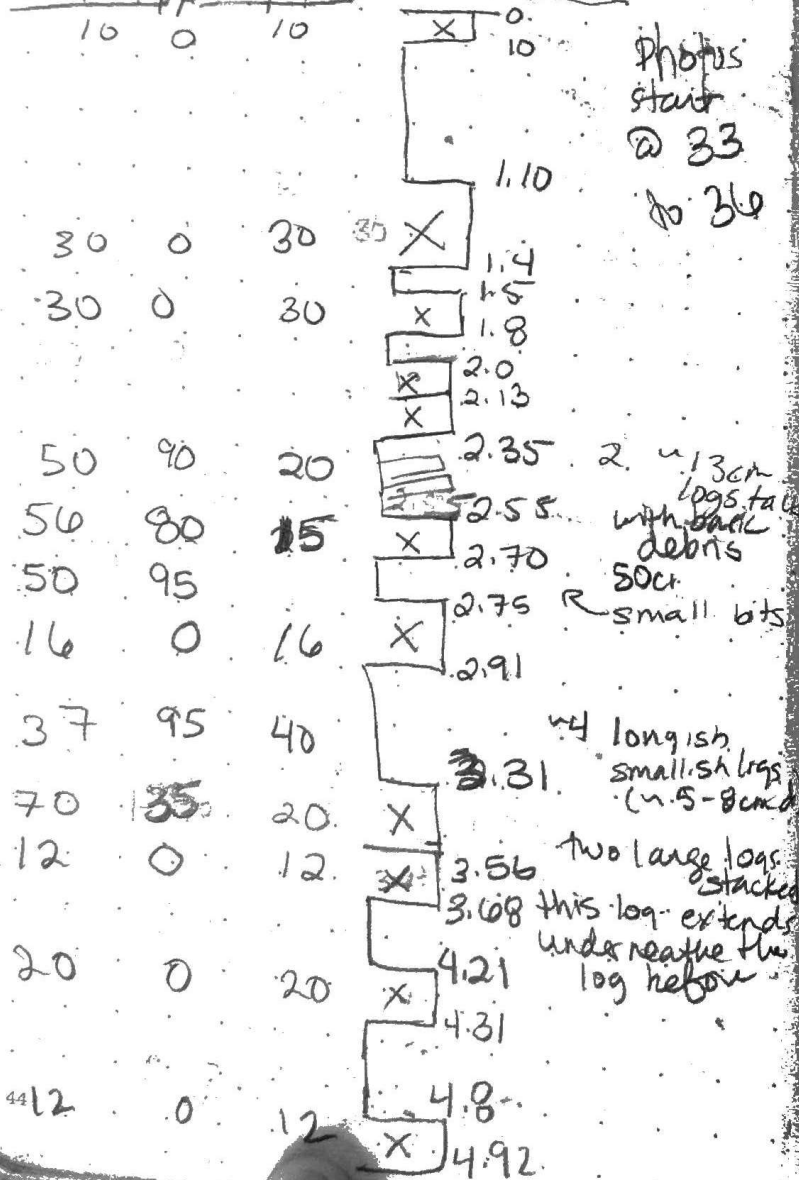 0.
10 0 10 X
10
Photos
start
@ 33
to 36
1.10
30 0 30 30 X
1.4
1.5
30 0 30 X
1.8
2.0
X
2.13
X
50 90 20 2.35 2 ~13cm
logs
2.55
56 80 15 X with bark
debris
2.70
50 95 50cm
2.75 small bits
16 0 16 X
2.91
37 95 40 ~4 longish
smallish logs
3.31 (~.5-8cm d
70 135 20 X
two large logs
stacked
12 0 12 X 3.56
3.68 this log extends
underneathe the
log before
4.21
20 0 20 X
4.31
4.8
44 12 0 12
X 4.92